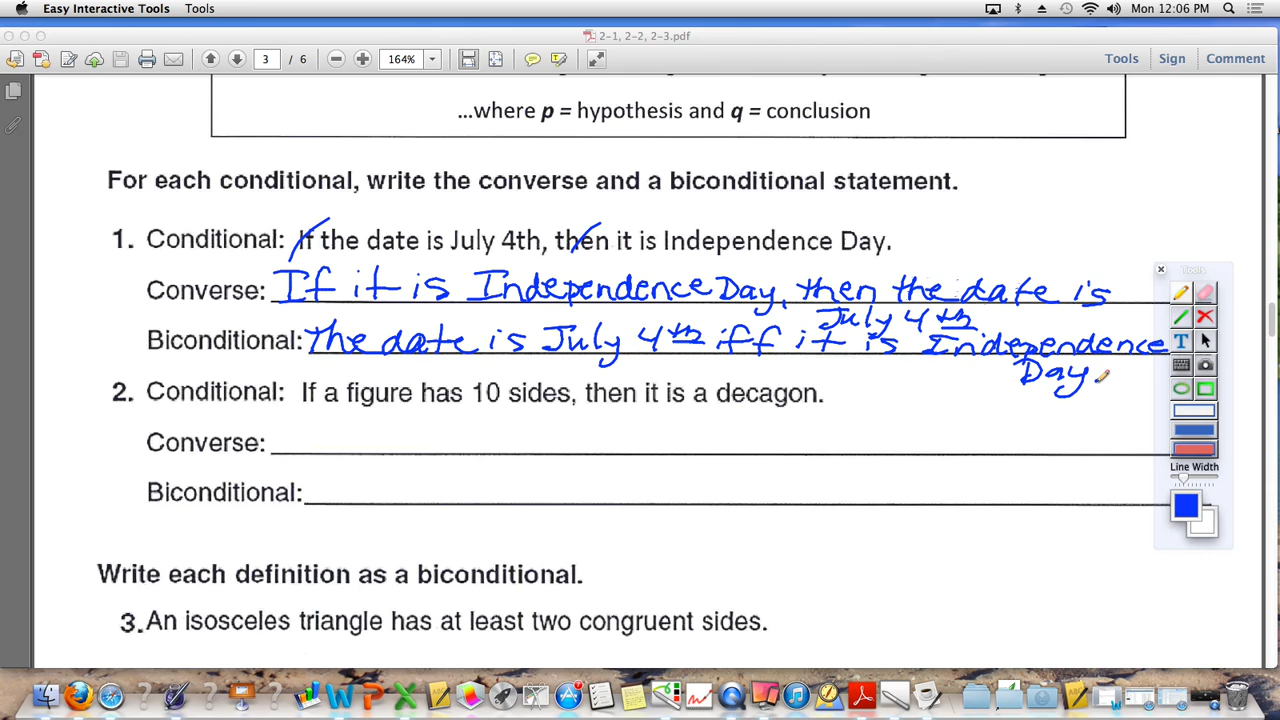 Easy Interactive Tools Tools Mon 12:06 PM
2-1, 2-2, 2-3.pdf
3 / 6 164% Tools Sign Comment
...where p = hypothesis and q = conclusion
For each conditional, write the converse and a biconditional statement.
1. Conditional: If the date is July 4th, then it is Independence Day.
Converse: If it is Independence Day, then the date is
July 4th
Biconditional: The date is July 4th iff it is Independence
Day.
2. Conditional: If a figure has 10 sides, then it is a decagon.
Converse:
Biconditional:
Write each definition as a biconditional.
3. An isosceles triangle has at least two congruent sides.
Tools
T
Line Width